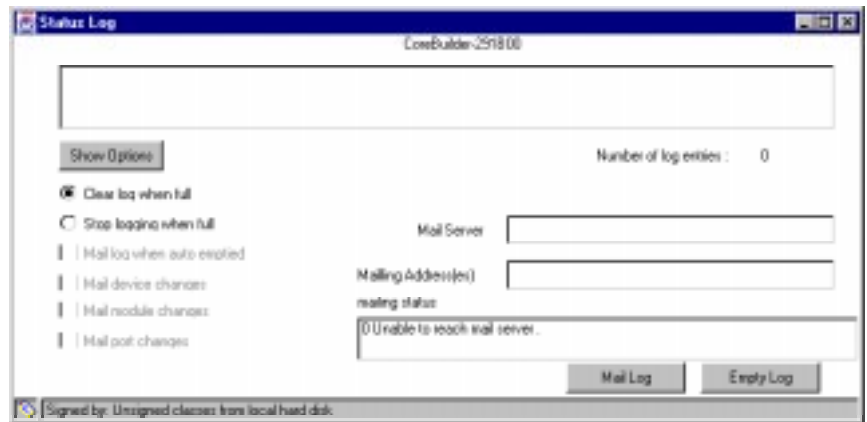 Status Log
CoreBuilder-291800
Show Options
Number of log entries : 0
Clear log when full
Stop logging when full
Mail Server
Mail log when auto emptied
Mailing Address(es)
Mail device changes
mailing status
Mail module changes
0 Unable to reach mail server .
Mail port changes
Mail Log
Empty Log
Signed by: Unsigned classes from local hard disk